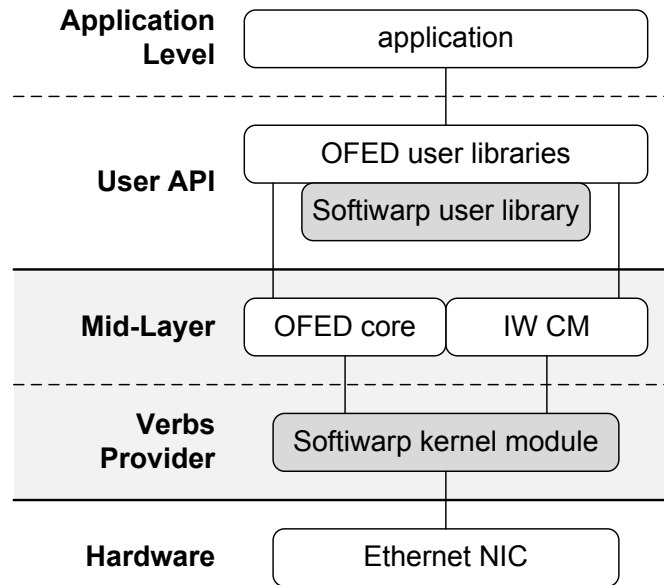 Application
Level
application
User API
OFED user libraries
Softiwarp user library
Mid-Layer
OFED core
IW CM
Verbs
Provider
Softiwarp kernel module
Hardware
Ethernet NIC